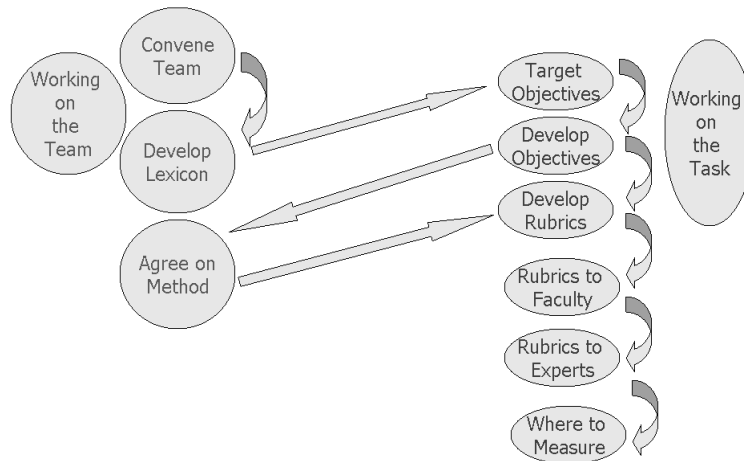 Convene
Team
Working
on
the
Team
Develop
Lexicon
Agree on
Method
Target
Objectives
Develop
Objectives
Develop
Rubrics
Rubrics to
Faculty
Rubrics to
Experts
Where to
Measure
Working
on
the
Task